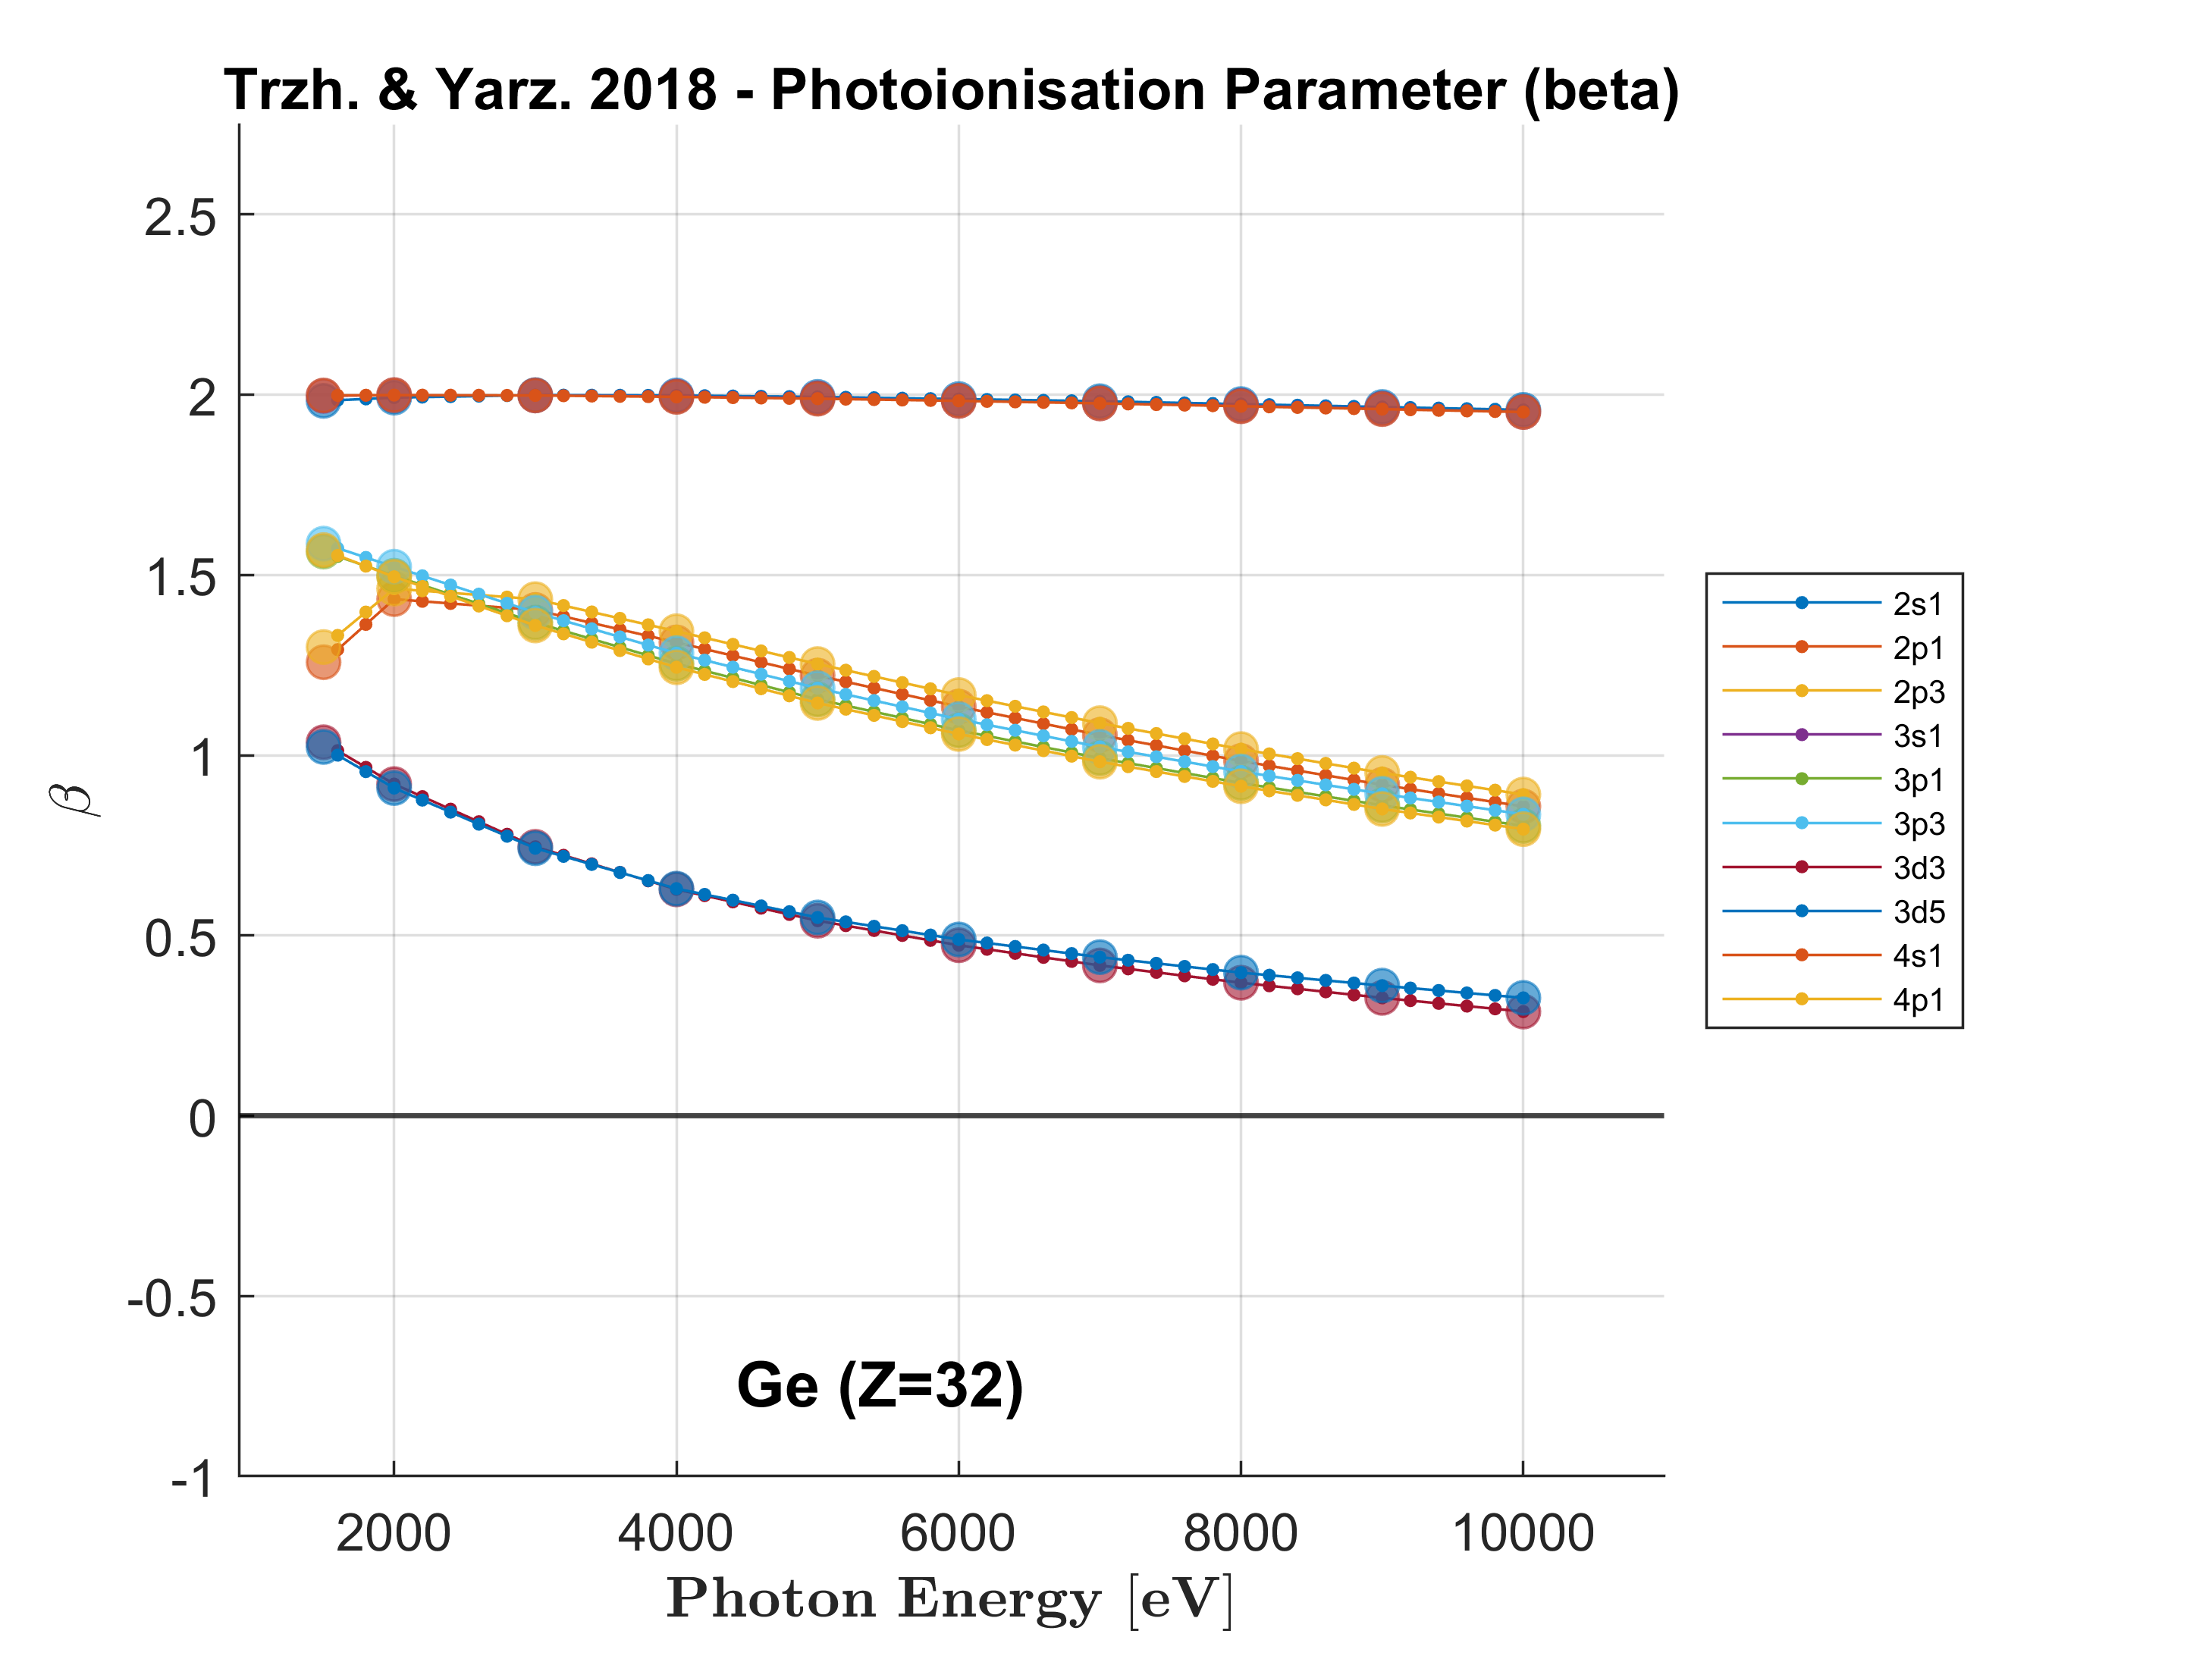 Trzh. & Yarz. 2018 - Photoionisation Parameter (beta)
2.5
2
1.5
1
0.5
0
-0.5
-1
β
2s1
2p1
2p3
3s1
3p1
3p3
3d3
3d5
4s1
4p1
Ge (Z=32)
2000 4000 6000 8000 10000
Photon Energy [eV]